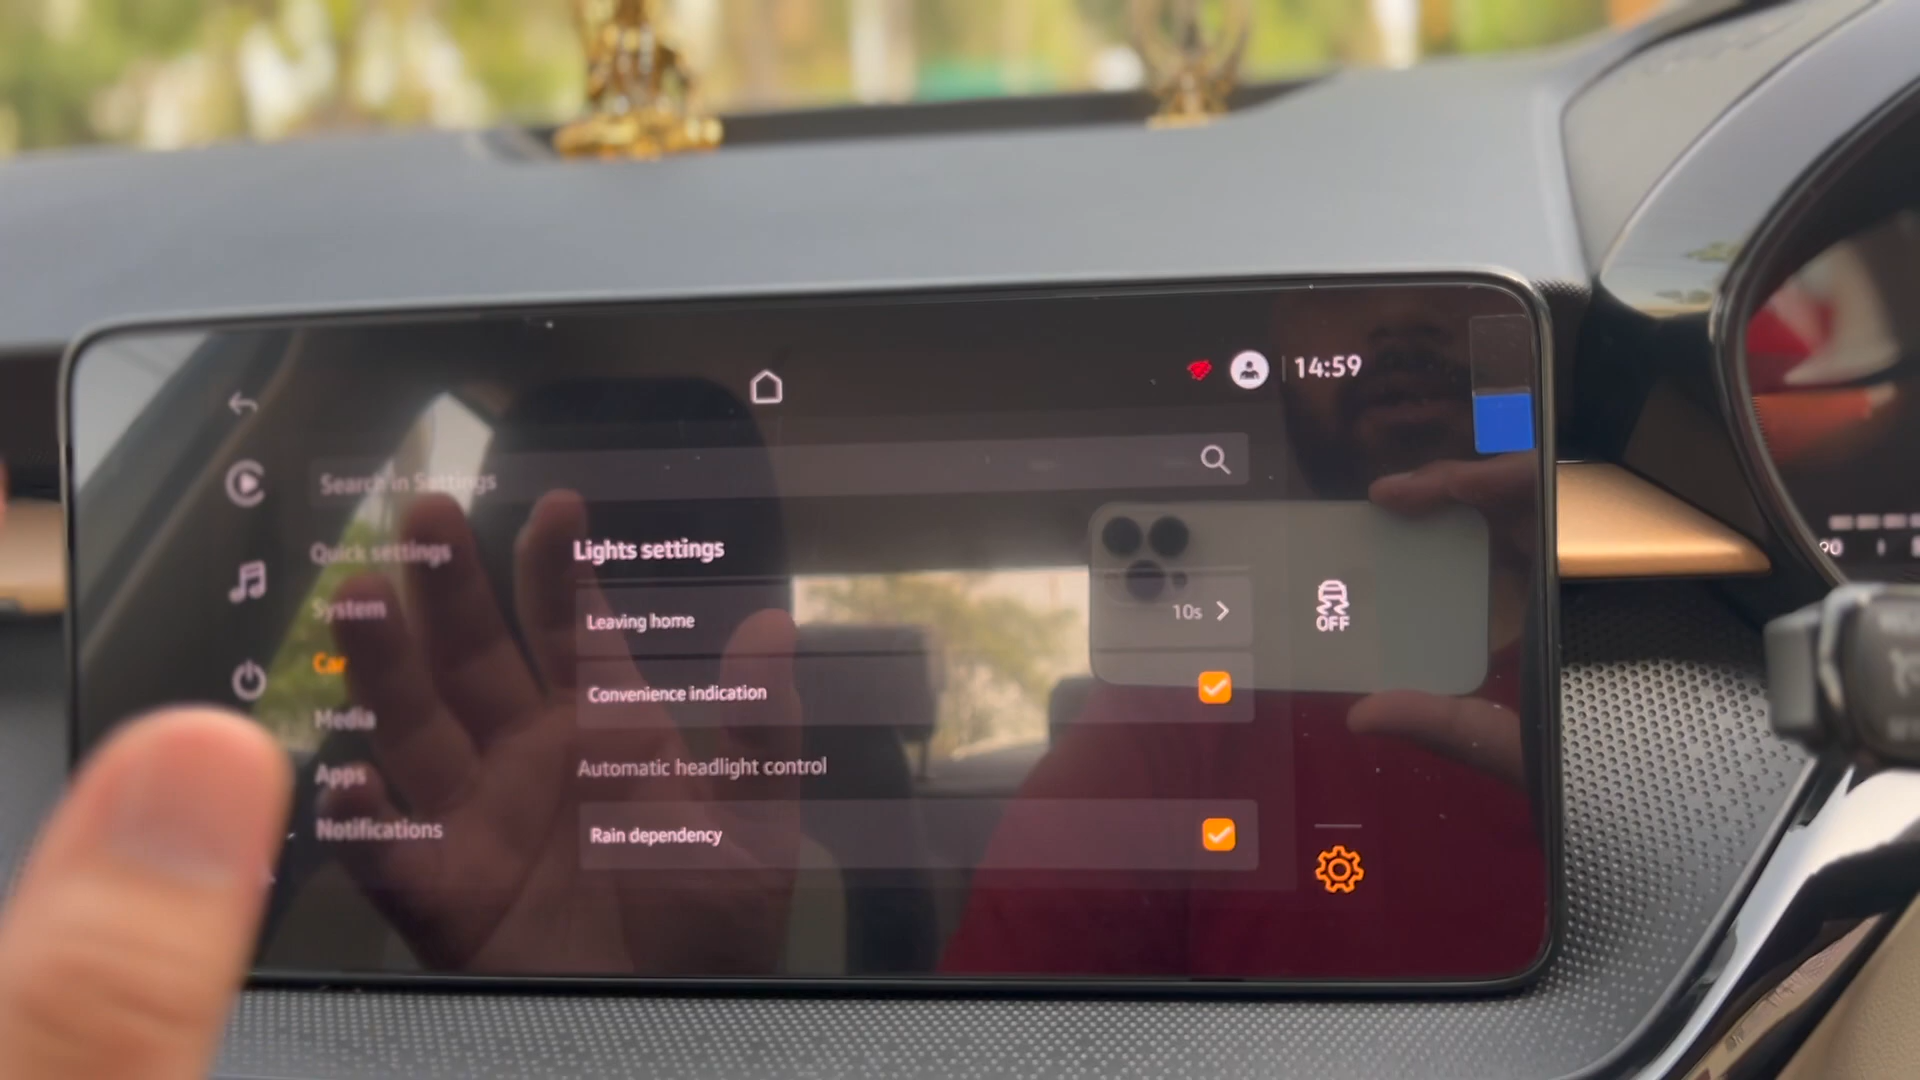 14:59
Search in Settings
Quick settings
System
Car
Media
Apps
Notifications
Lights settings
Leaving home
10s
Convenience indication
Automatic headlight control
Rain dependency
OFF
90